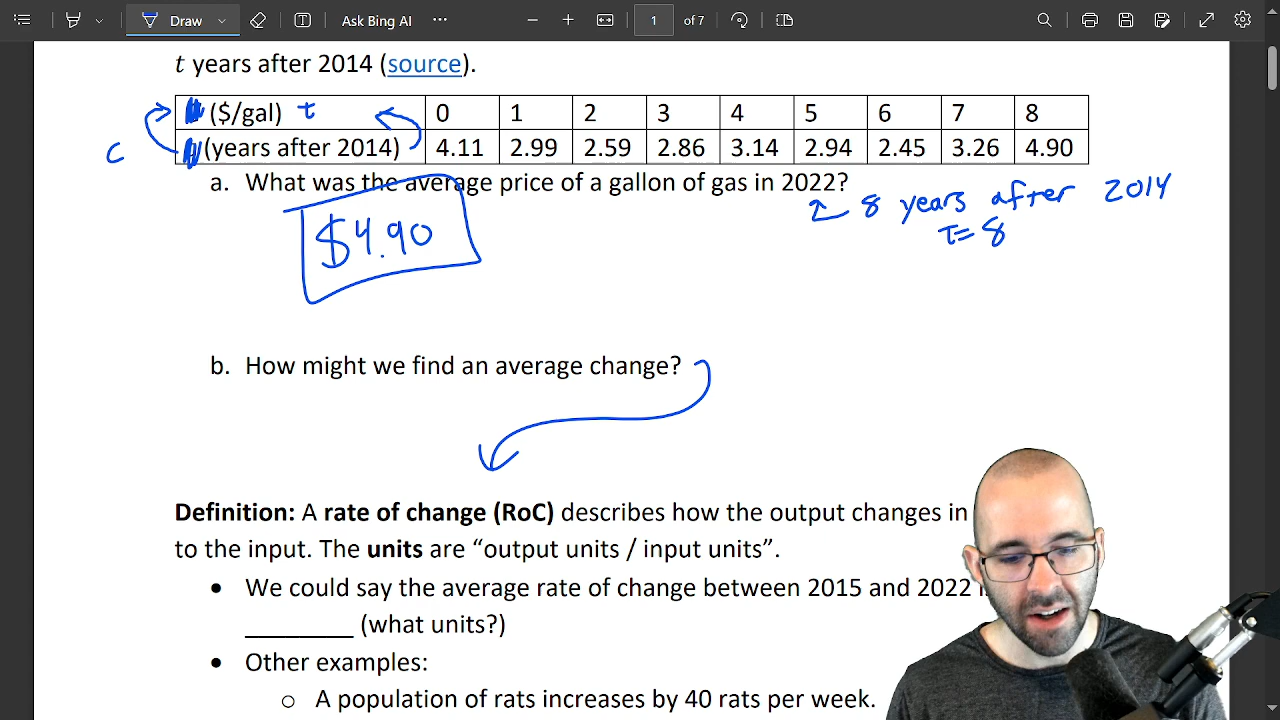 Draw Ask Bing AI 1 of 7
t years after 2014 (source).
($/gal) t 0 1 2 3 4 5 6 7 8
C (years after 2014) 4.11 2.99 2.59 2.86 3.14 2.94 2.45 3.26 4.90
a. What was the average price of a gallon of gas in 2022?
8 years after 2014
t=8
$4.90
b. How might we find an average change?
Definition: A rate of change (RoC) describes how the output changes in
to the input. The units are “output units / input units”.
• We could say the average rate of change between 2015 and 2022
________ (what units?)
• Other examples:
o A population of rats increases by 40 rats per week.